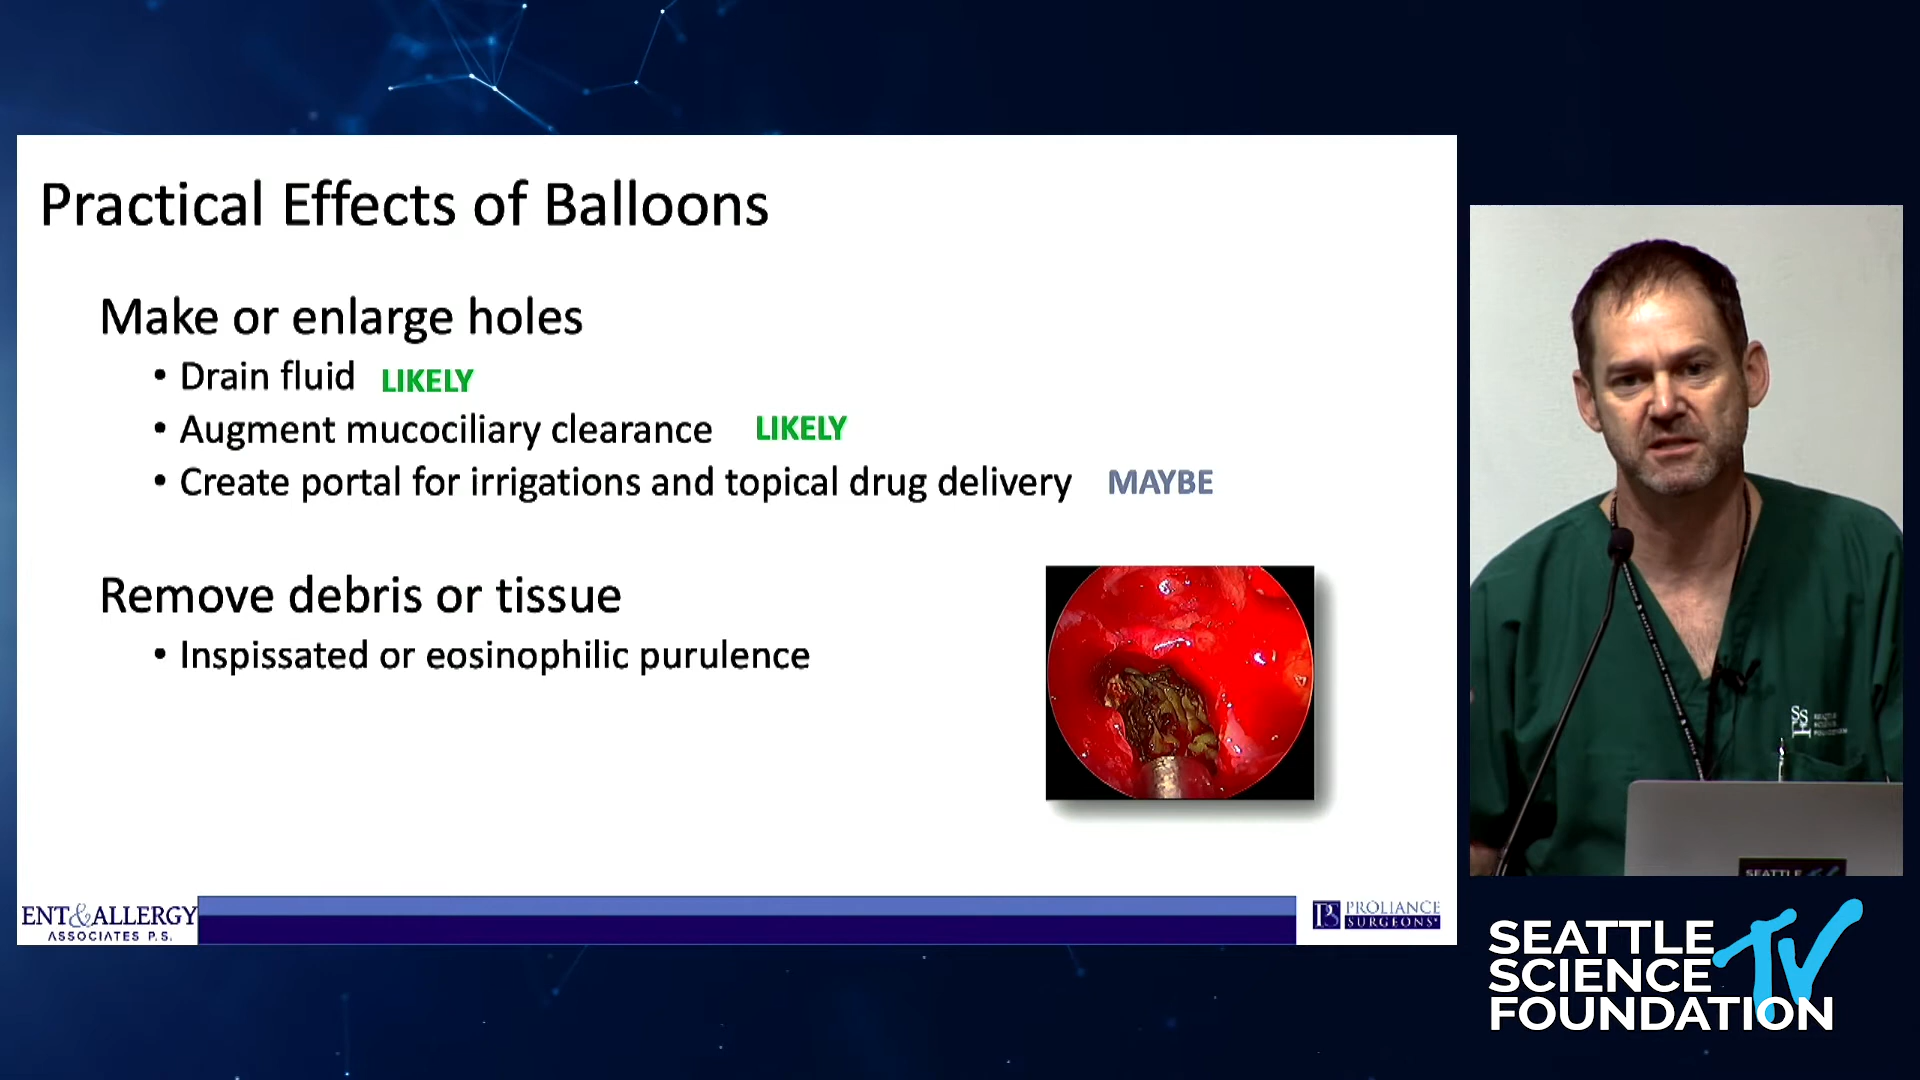 Practical Effects of Balloons
Make or enlarge holes
• Drain fluid LIKELY
• Augment mucociliary clearance LIKELY
• Create portal for irrigations and topical drug delivery MAYBE
Remove debris or tissue
• Inspissated or eosinophilic purulence
ENT&ALLERGY
ASSOCIATES P.S.
PS PROLIANCE
SURGEONS
SEATTLE
SCIENCE
FOUNDATION
TV
SEATTLE